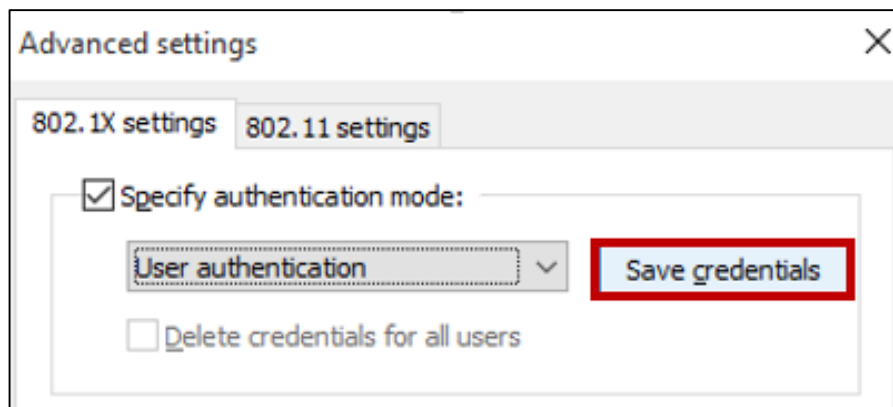 Advanced settings
802.1X settings
802.11 settings
Specify authentication mode:
User authentication
Save credentials
Delete credentials for all users